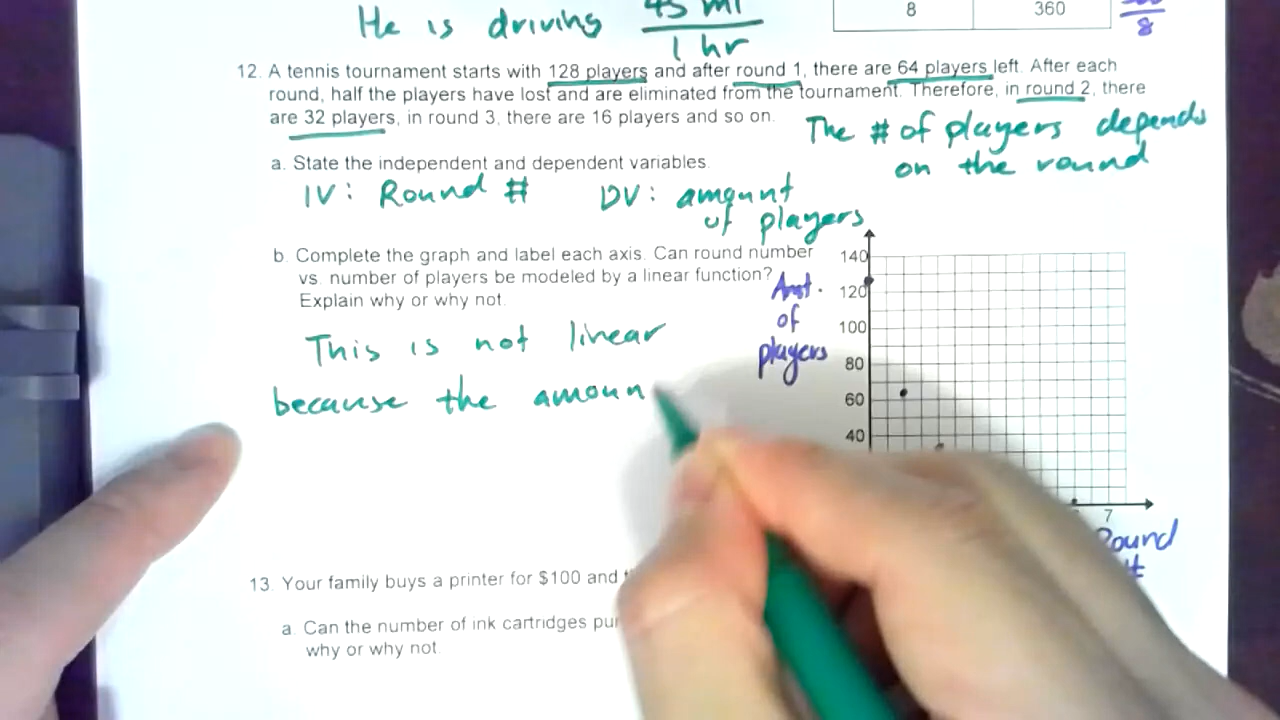 He is driving 45 mi / 1 hr
8 360
8
12. A tennis tournament starts with 128 players and after round 1, there are 64 players left. After each
round, half the players have lost and are eliminated from the tournament. Therefore, in round 2, there
are 32 players, in round 3, there are 16 players and so on.
The # of players depends
on the round
a. State the independent and dependent variables.
IV: Round # DV: amount
of players
b. Complete the graph and label each axis. Can round number
vs. number of players be modeled by a linear function?
Explain why or why not.
This is not linear
because the amoun
140
120
100
80
60
40
Amt.
of
players
7
Round
#
13. Your family buys a printer for $100 and
a. Can the number of ink cartridges
why or why not.